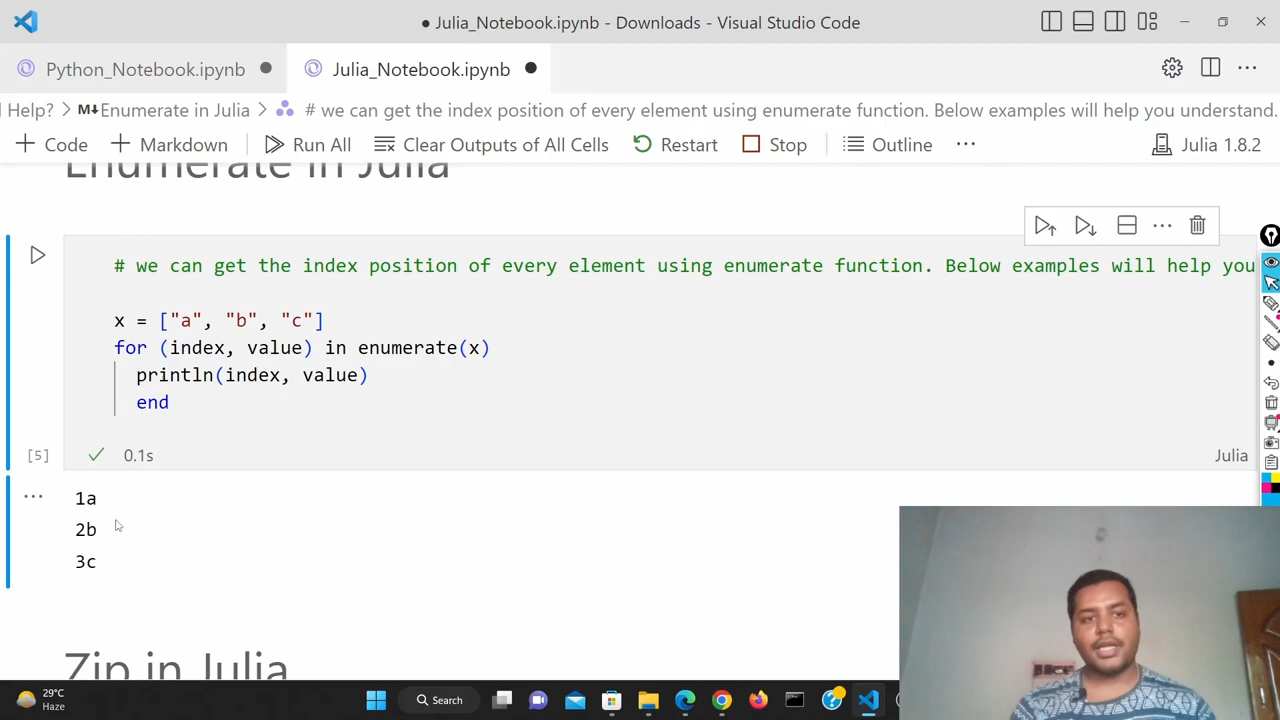 ● Julia_Notebook.ipynb - Downloads - Visual Studio Code
Python_Notebook.ipynb ●
Julia_Notebook.ipynb ●
Help? > M↓Enumerate in Julia > # we can get the index position of every element using enumerate function. Below examples will help you understand.
+ Code + Markdown Run All Clear Outputs of All Cells Restart Stop Outline ··· Julia 1.8.2
Enumerate in Julia
# we can get the index position of every element using enumerate function. Below examples will help you
x = ["a", "b", "c"]
for (index, value) in enumerate(x)
println(index, value)
end
[5] 0.1s Julia
1a
2b
3c
Zip in Julia
29°C
Haze
Search